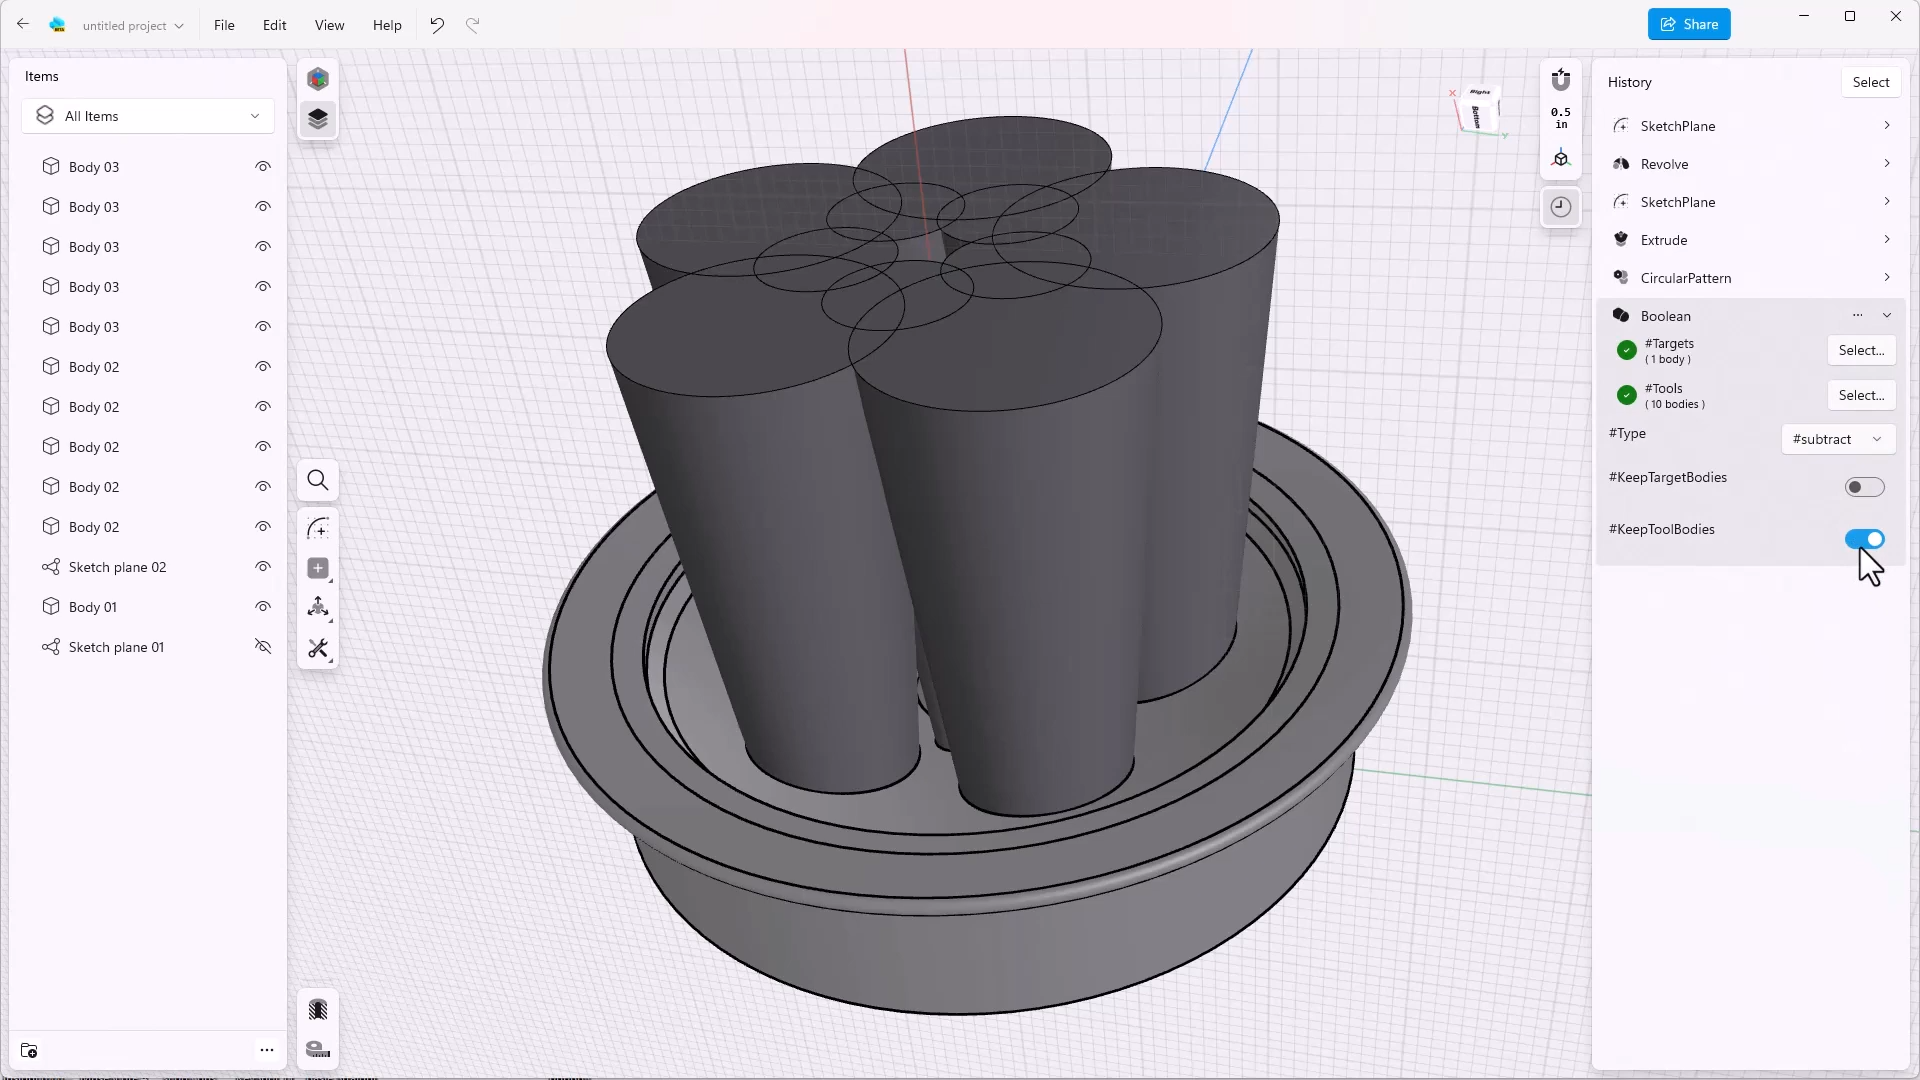 untitled project
File
Edit
View
Help
Share
Items
All Items
Body 03
Body 03
Body 03
Body 03
Body 03
Body 02
Body 02
Body 02
Body 02
Body 02
Sketch plane 02
Body 01
Sketch plane 01
Right
Bottom
X
Y
0.5
in
History
Select
SketchPlane
Revolve
SketchPlane
Extrude
CircularPattern
Boolean
#Targets
( 1 body )
Select...
#Tools
( 10 bodies )
Select...
#Type
#subtract
#KeepTargetBodies
#KeepToolBodies